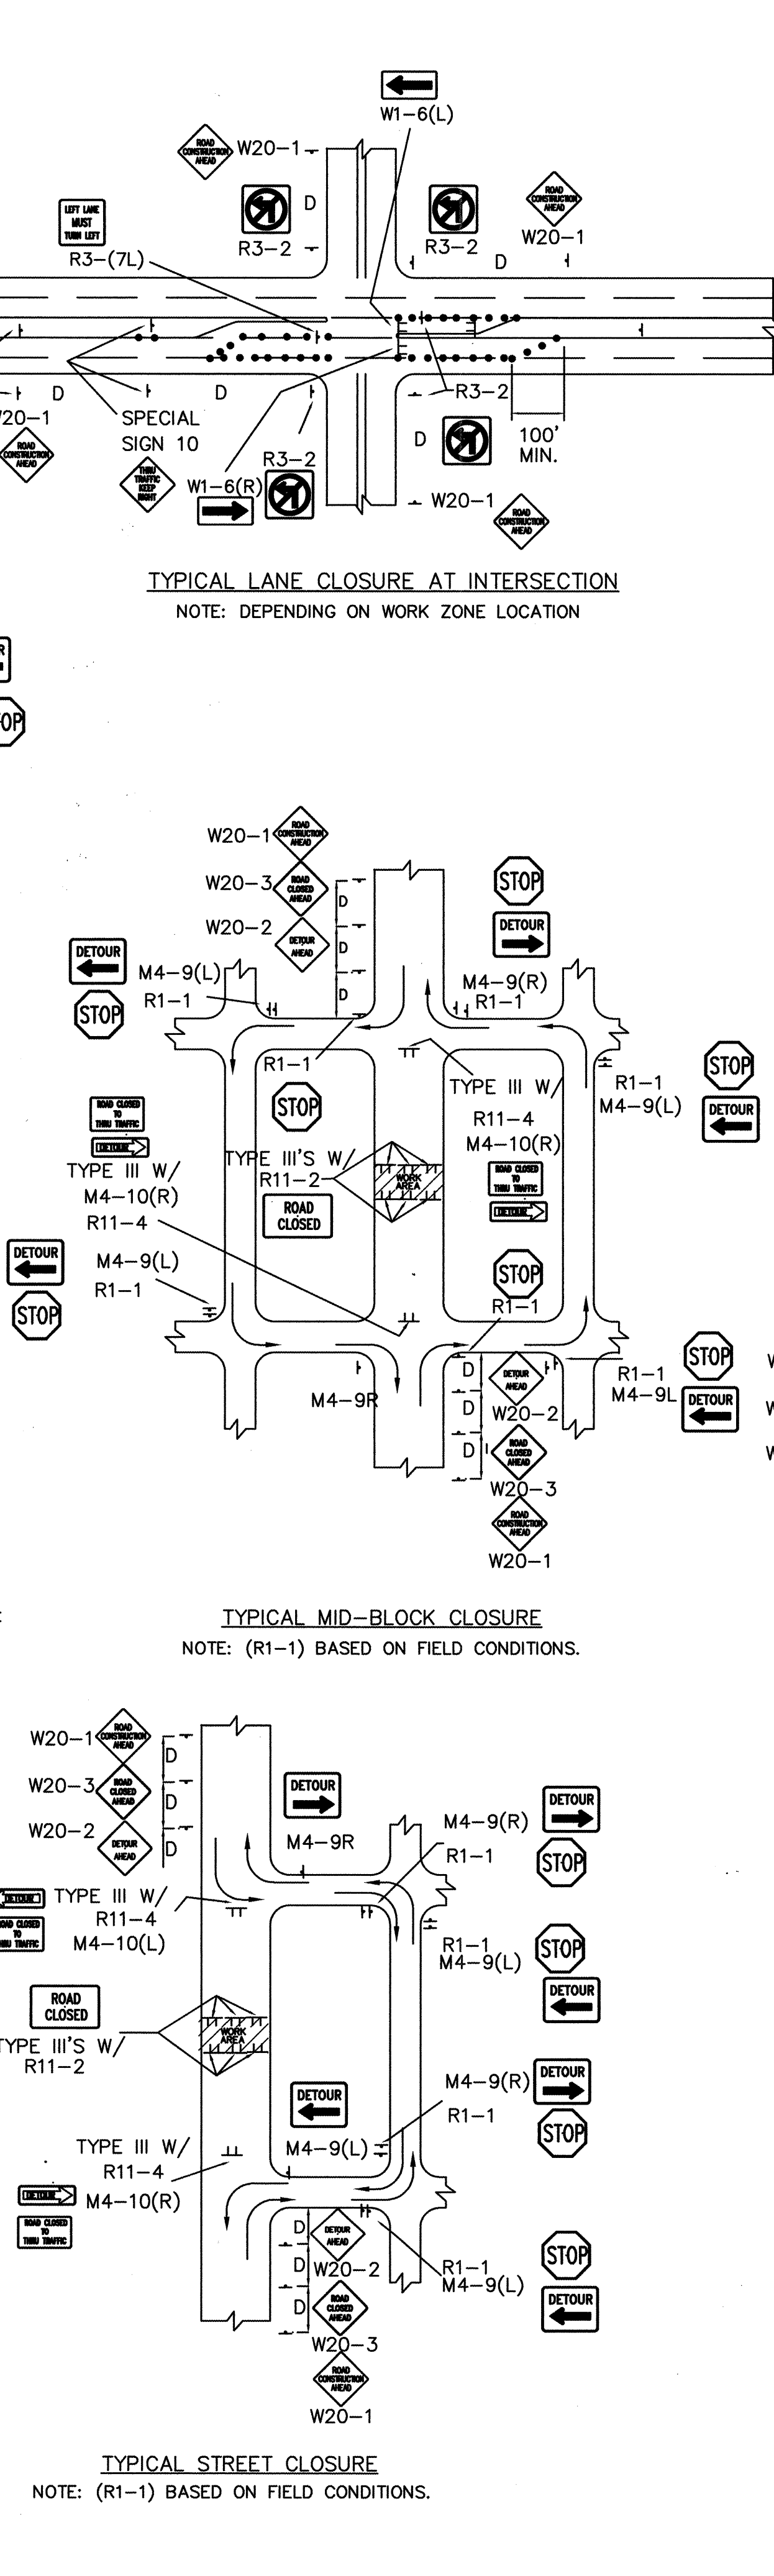 W1-6(L)
ROAD
CONSTRUCTION
AHEAD
W20-1
D
R3-2
R3-2
ROAD
CONSTRUCTION
AHEAD
W20-1
D
LEFT LANE
MUST
TURN LEFT
R3-(7L)
D
D
R3-2
100'
MIN.
20-1
ROAD
CONSTRUCTION
AHEAD
SPECIAL
SIGN 10
THRU
TRAFFIC
KEEP
RIGHT
W1-6(R)
R3-2
D
W20-1
ROAD
CONSTRUCTION
AHEAD
TYPICAL LANE CLOSURE AT INTERSECTION
NOTE: DEPENDING ON WORK ZONE LOCATION
R
OP
W20-1
ROAD
CONSTRUCTION
AHEAD
W20-3
ROAD
CLOSED
AHEAD
W20-2
DETOUR
AHEAD
D
D
D
STOP
DETOUR
DETOUR
STOP
M4-9(L)
R1-1
M4-9(R)
R1-1
R1-1
STOP
TYPE III W/
R11-4
M4-10(R)
ROAD CLOSED
TO
THRU TRAFFIC
DETOUR
R1-1
M4-9(L)
STOP
DETOUR
ROAD CLOSED
TO
THRU TRAFFIC
DETOUR
TYPE III W/
M4-10(R)
R11-4
TYPE III'S W/
R11-2
ROAD
CLOSED
WORK
AREA
DETOUR
STOP
M4-9(L)
R1-1
STOP
R1-1
M4-9R
D
D
D
DETOUR
AHEAD
W20-2
ROAD
CLOSED
AHEAD
W20-3
ROAD
CONSTRUCTION
AHEAD
W20-1
R1-1
M4-9L
STOP
DETOUR
W
W
W
TYPICAL MID-BLOCK CLOSURE
NOTE: (R1-1) BASED ON FIELD CONDITIONS.
W20-1
ROAD
CONSTRUCTION
AHEAD
W20-3
ROAD
CLOSED
AHEAD
W20-2
DETOUR
AHEAD
D
D
D
DETOUR
M4-9R
M4-9(R)
R1-1
DETOUR
STOP
DETOUR
OAD CLOSED
TO
HRU TRAFFIC
TYPE III W/
R11-4
M4-10(L)
R1-1
M4-9(L)
STOP
DETOUR
ROAD
CLOSED
TYPE III'S W/
R11-2
WORK
AREA
DETOUR
M4-9(L)
M4-9(R)
R1-1
DETOUR
STOP
TYPE III W/
R11-4
M4-10(R)
DETOUR
ROAD CLOSED
TO
THRU TRAFFIC
D
D
D
DETOUR
AHEAD
W20-2
ROAD
CLOSED
AHEAD
W20-3
ROAD
CONSTRUCTION
AHEAD
W20-1
R1-1
M4-9(L)
STOP
DETOUR
TYPICAL STREET CLOSURE
NOTE: (R1-1) BASED ON FIELD CONDITIONS.